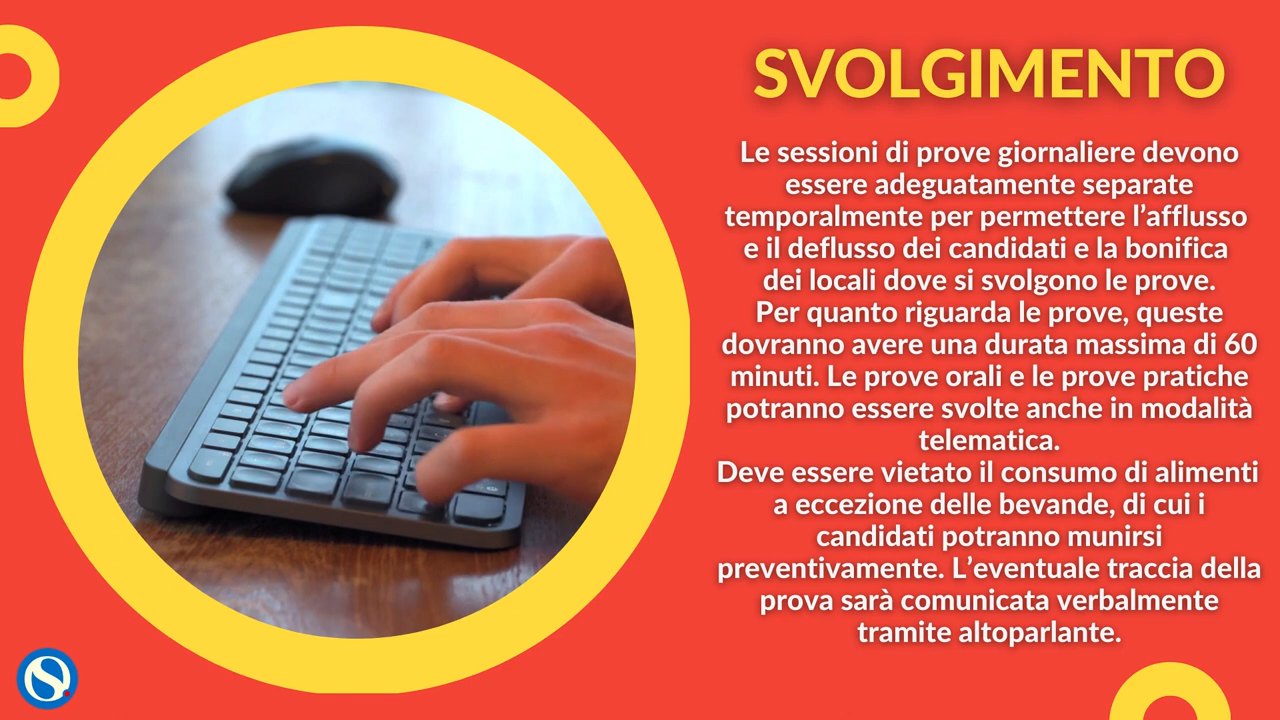 SVOLGIMENTO
Le sessioni di prove giornaliere devono
essere adeguatamente separate
temporalmente per permettere l’afflusso
e il deflusso dei candidati e la bonifica
dei locali dove si svolgono le prove.
Per quanto riguarda le prove, queste
dovranno avere una durata massima di 60
minuti. Le prove orali e le prove pratiche
potranno essere svolte anche in modalità
telematica.
Deve essere vietato il consumo di alimenti
a eccezione delle bevande, di cui i
candidati potranno munirsi
preventivamente. L’eventuale traccia della
prova sarà comunicata verbalmente
tramite altoparlante.
S.